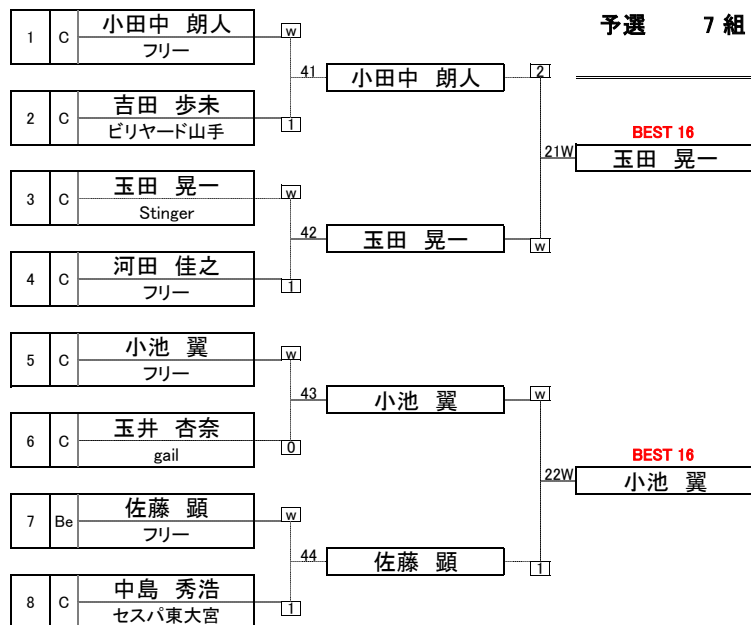 予選 7 組
1 C 小田中 朗人 w
フリー
41 小田中 朗人 2
2 C 吉田 歩未 1
ビリヤード山手
BEST 16
21W 玉田 晃一
3 C 玉田 晃一 w
Stinger
42 玉田 晃一 w
4 C 河田 佳之 1
フリー
5 C 小池 翼 w
フリー
43 小池 翼 w
6 C 玉井 杏奈 0
gail
BEST 16
22W 小池 翼
7 Be 佐藤 顕 w
フリー
44 佐藤 顕 1
8 C 中島 秀浩 1
セスパ東大宮